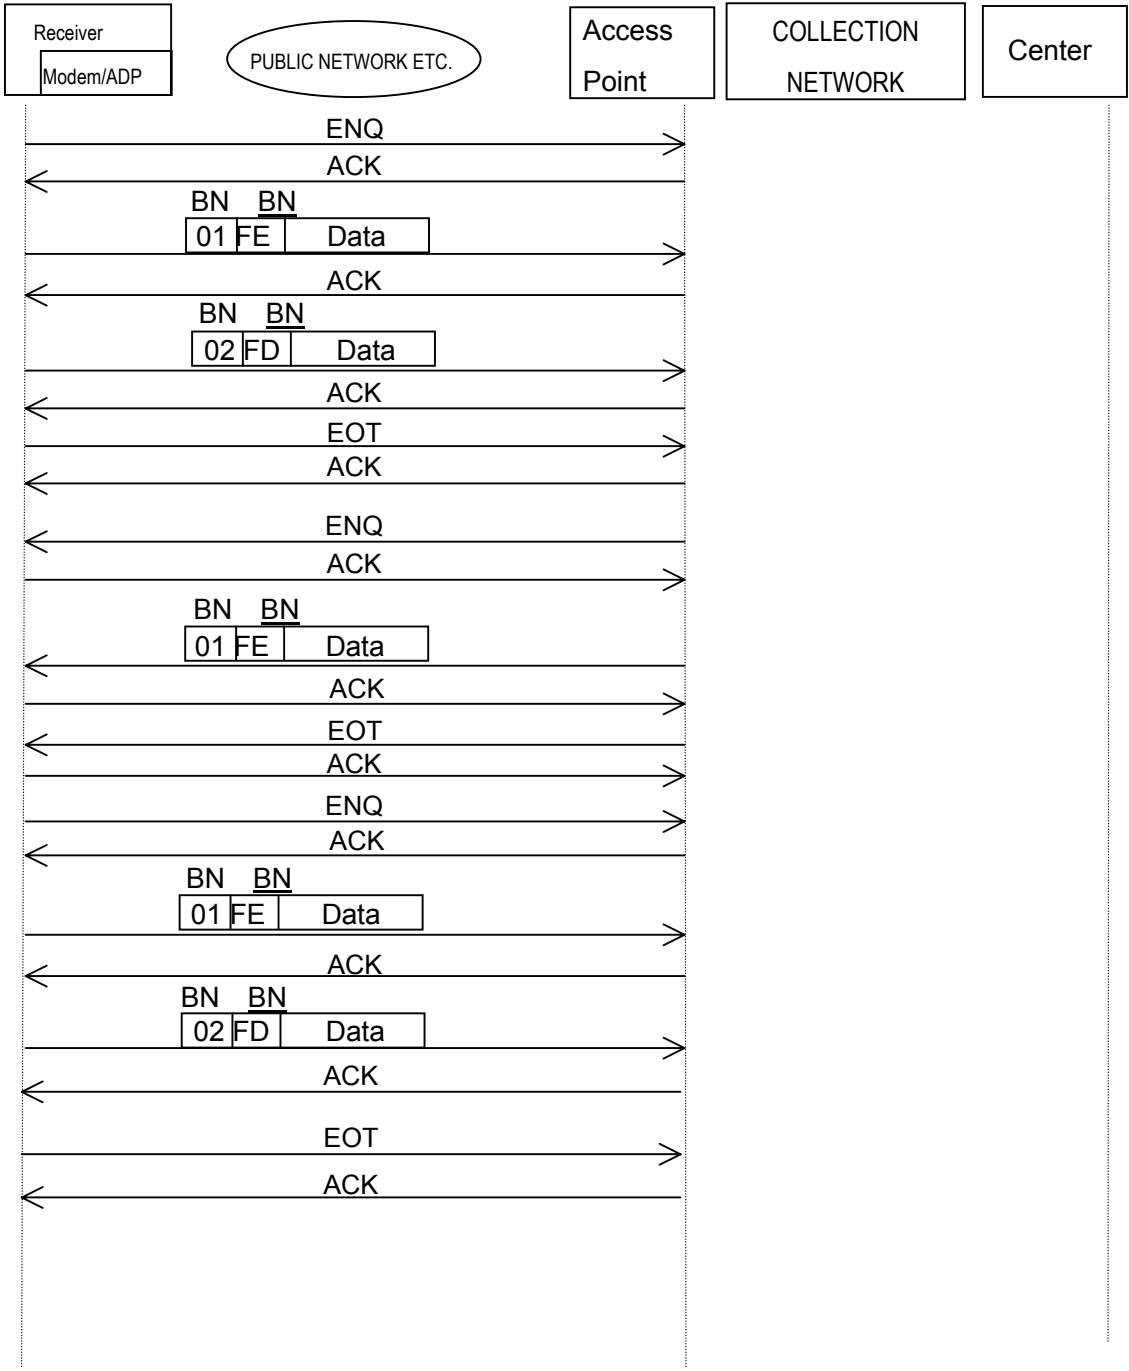 Receiver
Modem/ADP
PUBLIC NETWORK ETC.
Access
Point
COLLECTION
NETWORK
Center
ENQ
ACK
BN BN
01 FE Data
ACK
BN BN
02 FD Data
ACK
EOT
ACK
ENQ
ACK
BN BN
01 FE Data
ACK
EOT
ACK
ENQ
ACK
BN BN
01 FE Data
ACK
BN BN
02 FD Data
ACK
EOT
ACK